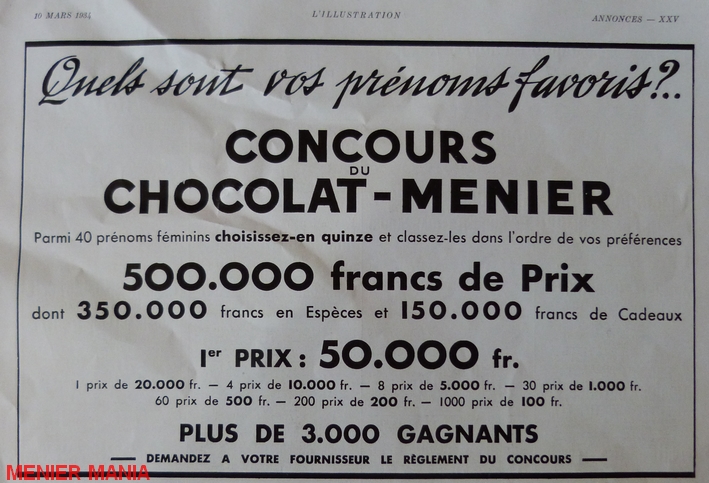 10 MARS 1934 L'ILLUSTRATION ANNONCES — XXV
Quels sont vos prénoms favoris?..
CONCOURS
DU
CHOCOLAT-MENIER
Parmi 40 prénoms féminins choisissez-en quinze et classez-les dans l'ordre de vos préférences
500.000 francs de Prix
dont 350.000 francs en Espèces et 150.000 francs de Cadeaux
1er PRIX : 50.000 fr.
1 prix de 20.000 fr. — 4 prix de 10.000 fr. — 8 prix de 5.000 fr. — 30 prix de 1.000 fr.
60 prix de 500 fr. — 200 prix de 200 fr. — 1000 prix de 100 fr.
PLUS DE 3.000 GAGNANTS
— DEMANDEZ A VOTRE FOURNISSEUR LE RÈGLEMENT DU CONCOURS —
MENIER MANIA